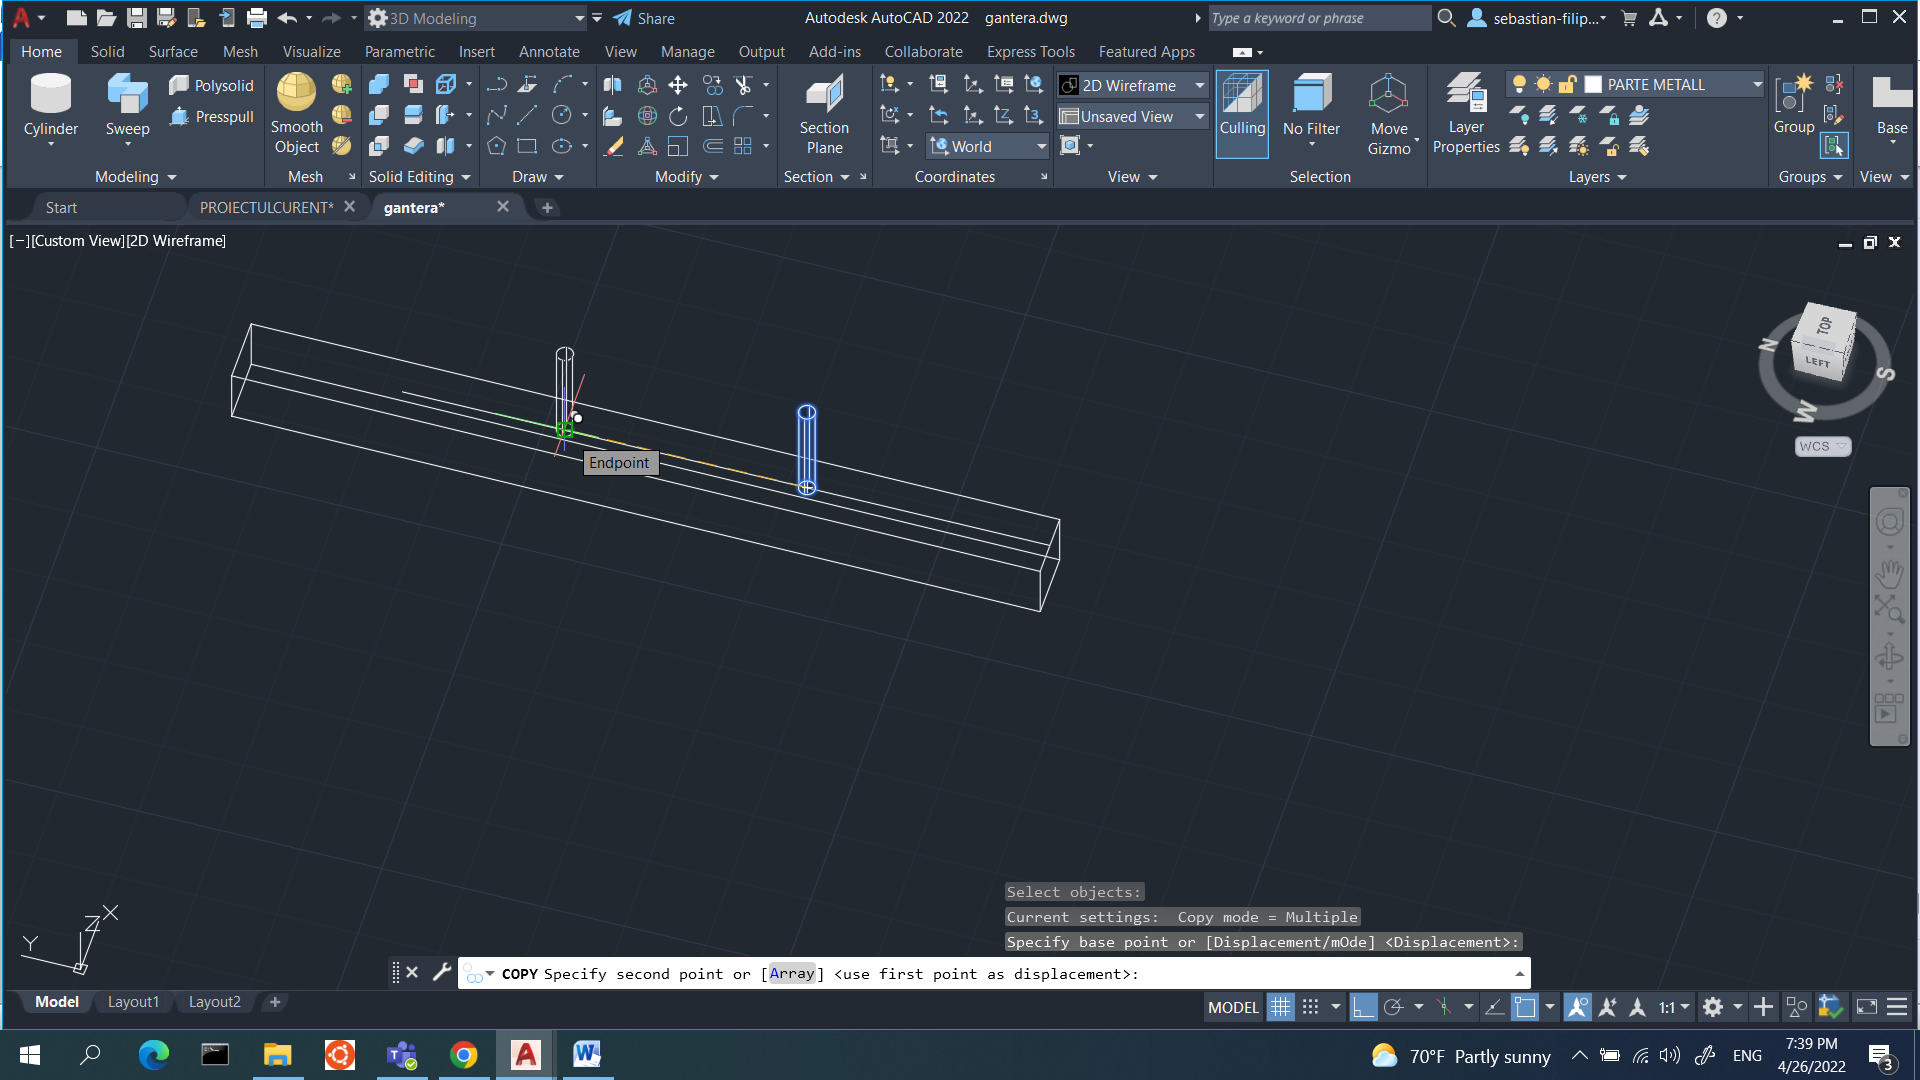 3D Modeling
Share
Autodesk AutoCAD 2022 gantera.dwg
Type a keyword or phrase
sebastian-filip...
Home Solid Surface Mesh Visualize Parametric Insert Annotate View Manage Output Add-ins Collaborate Express Tools Featured Apps
Cylinder
Sweep
Polysolid
Presspull
Smooth
Object
Section
Plane
World
2D Wireframe
Unsaved View
Culling
No Filter
Move
Gizmo
Layer
Properties
PARTE METALL
Group
Base
Modeling Mesh Solid Editing Draw Modify Section Coordinates View Selection Layers Groups View
Start PROIECTULCURENT* gantera*
[−][Custom View][2D Wireframe]
TOP
LEFT
N
S
W
WCS
Endpoint
X
Z
Y
Select objects:
Current settings:  Copy mode = Multiple
Specify base point or [Displacement/mOde] <Displacement>:
COPY Specify second point or [Array] <use first point as displacement>:
Model Layout1 Layout2
MODEL
1:1
70°F Partly sunny
ENG
7:39 PM
4/26/2022
3